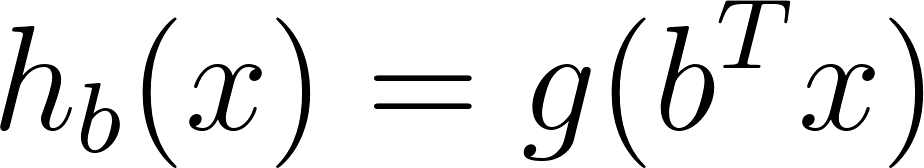 h_b(x) = g(b^T x)